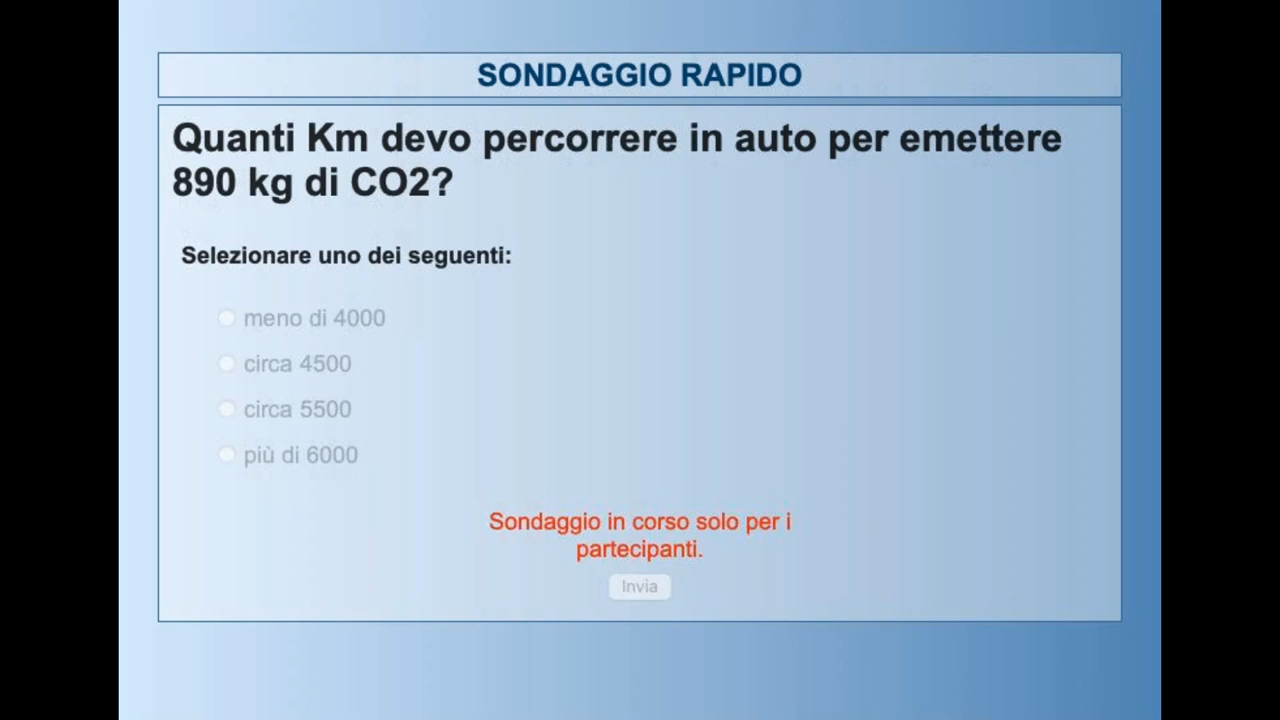 SONDAGGIO RAPIDO
Quanti Km devo percorrere in auto per emettere
890 kg di CO2?
Selezionare uno dei seguenti:
meno di 4000
circa 4500
circa 5500
più di 6000
Sondaggio in corso solo per i
partecipanti.
Invia